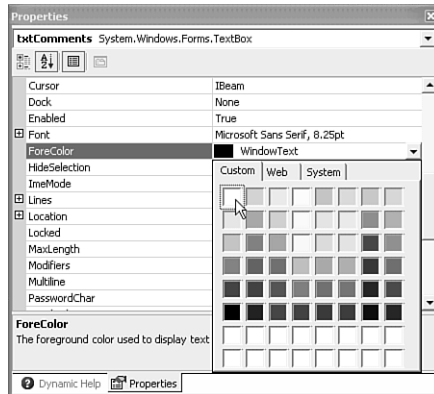 Properties
txtComments System.Windows.Forms.TextBox
Cursor IBeam
Dock None
Enabled True
Font Microsoft Sans Serif, 8.25pt
ForeColor WindowText
HideSelection
ImeMode
Lines
Location
Locked
MaxLength
Modifiers
Multiline
PasswordChar
Custom Web System
ForeColor
The foreground color used to display text
Dynamic Help Properties